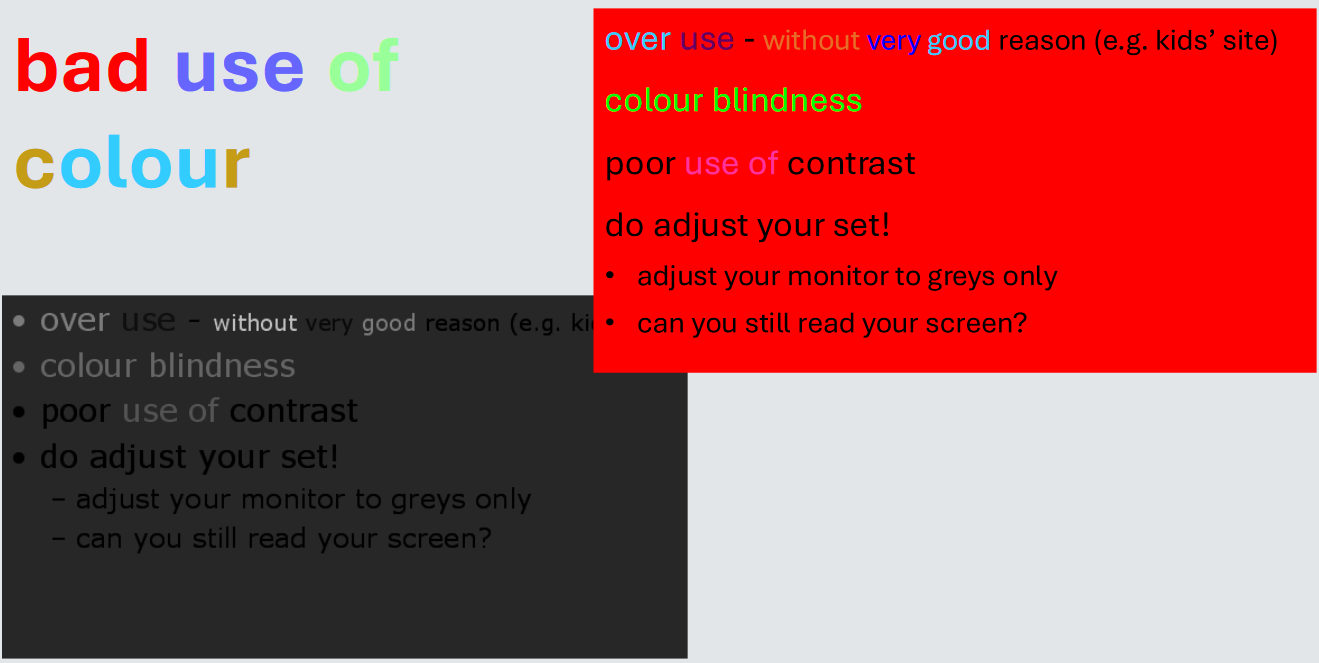 bad use of
colour
over use - without very good reason (e.g. kids’ site)
colour blindness
poor use of contrast
do adjust your set!
• adjust your monitor to greys only
• can you still read your screen?
• over use - without very good reason (e.g.
• colour blindness
• poor use of contrast
• do adjust your set!
– adjust your monitor to greys only
– can you still read your screen?